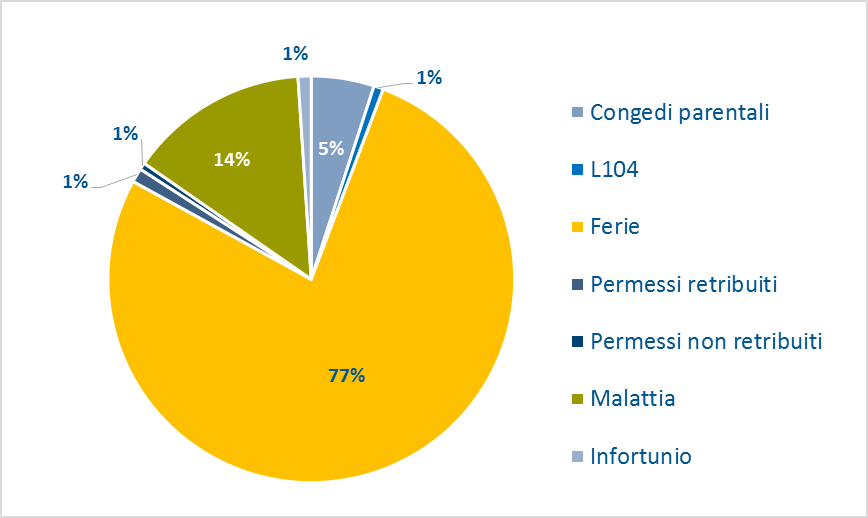 1%
1%
5%
14%
1%
1%
77%
Congedi parentali
L104
Ferie
Permessi retribuiti
Permessi non retribuiti
Malattia
Infortunio